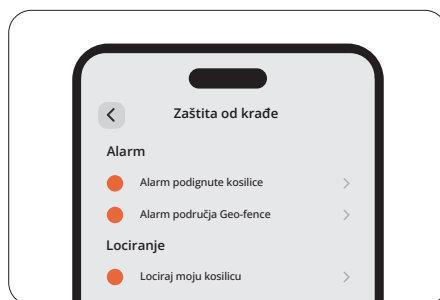 Zaštita od krađe
Alarm
Alarm podignute kosilice
Alarm područja Geo-fence
Lociranje
Lociraj moju kosilicu